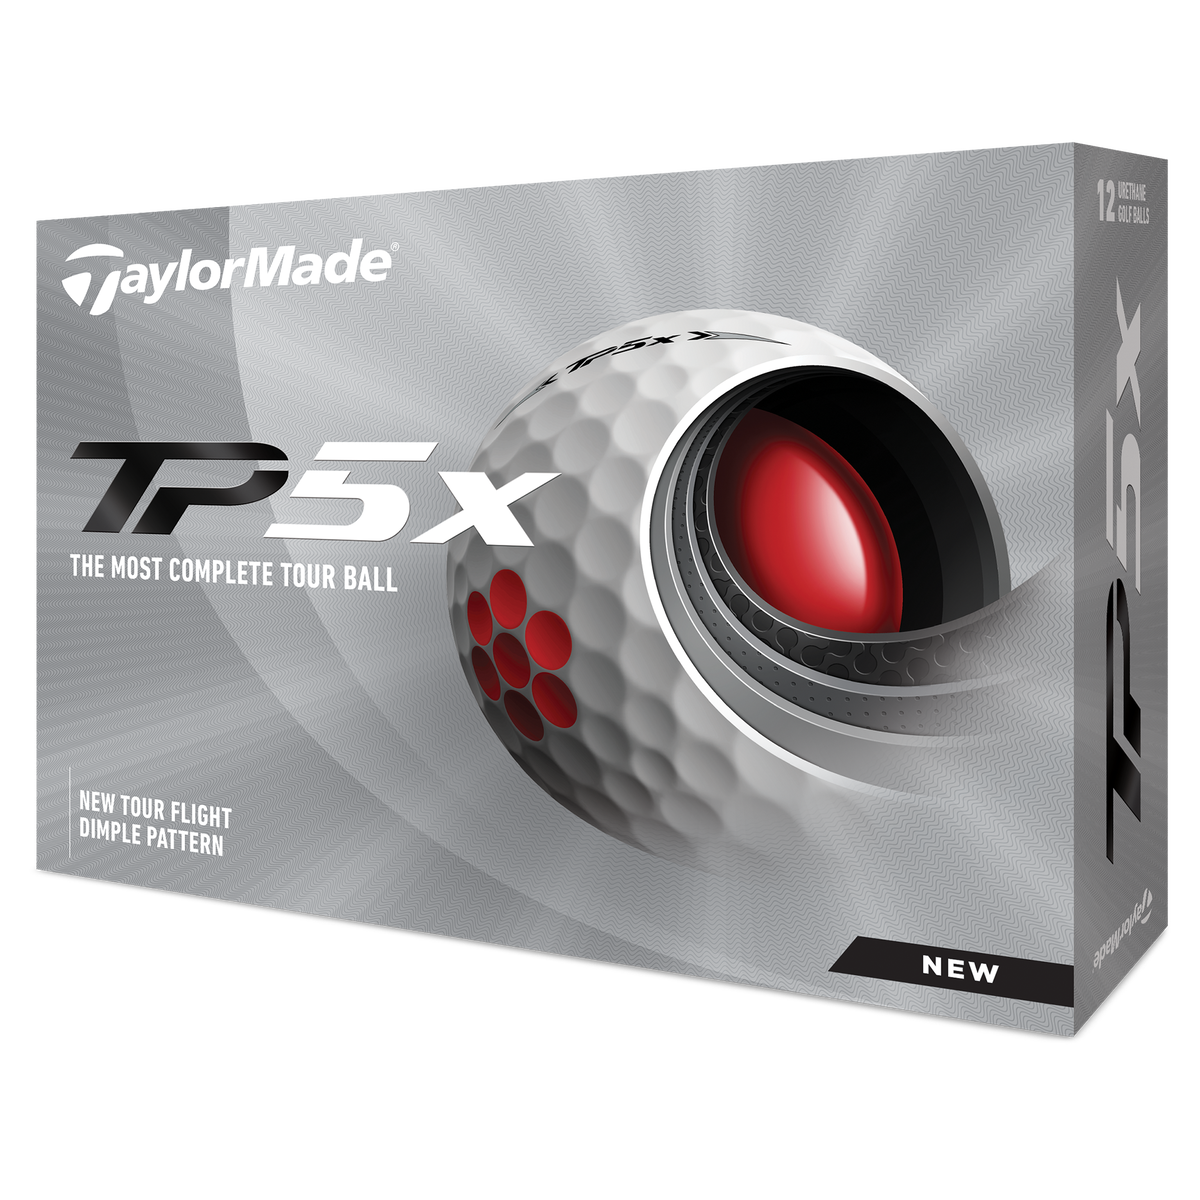 TaylorMade®
TP5x
THE MOST COMPLETE TOUR BALL
NEW TOUR FLIGHT
DIMPLE PATTERN
TP5x
NEW
12 URETHANE
GOLF BALLS
TP5x
TaylorMade